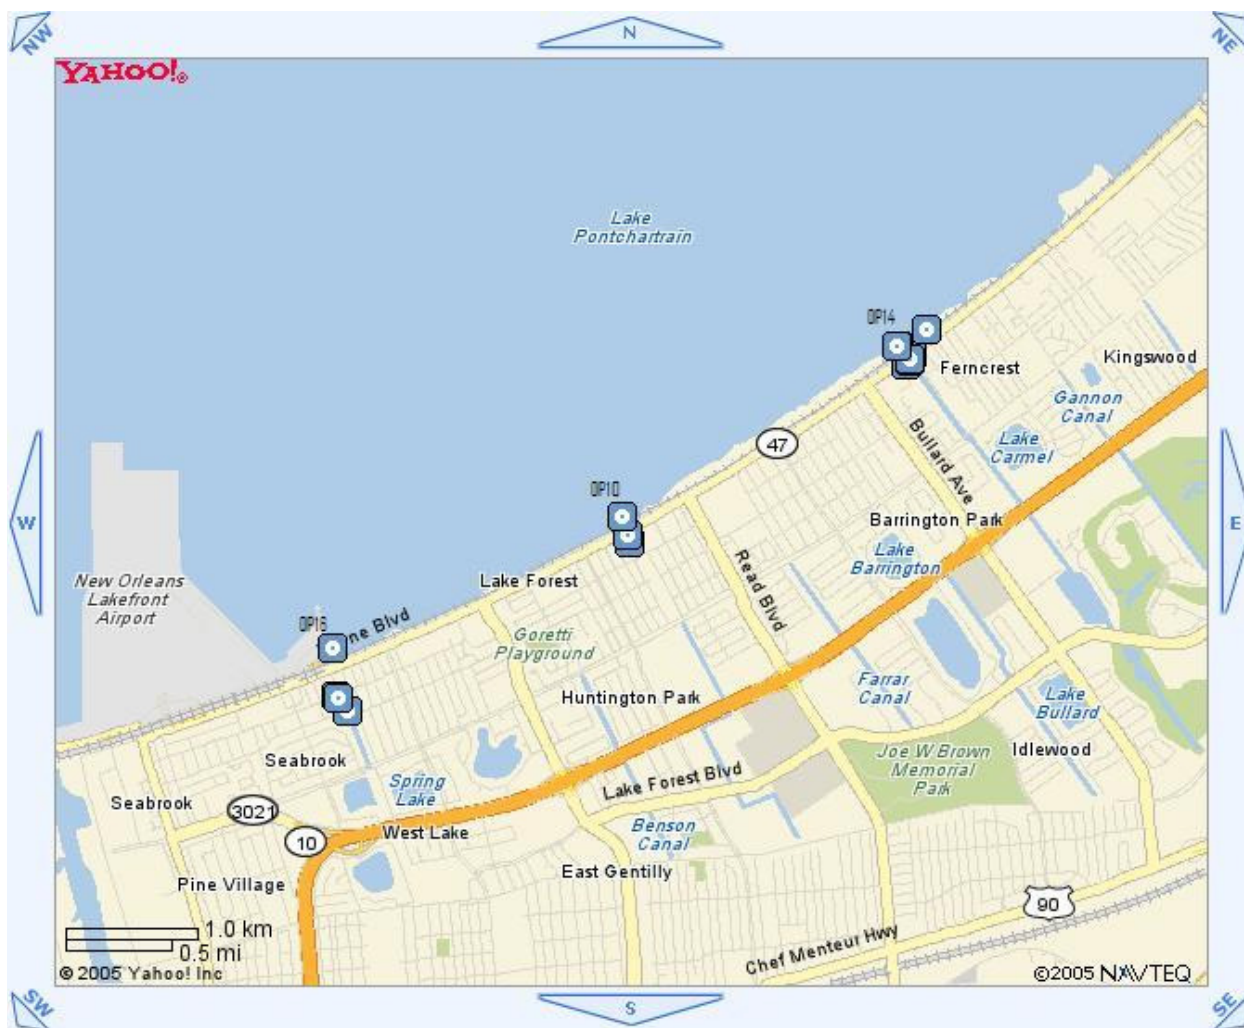 NW
N
NE
YAHOO!®
Lake
Pontchartrain
OP14
Ferncrest
Kingswood
Gannon
Canal
47
Bullard Ave
Lake
Carmel
OP10
Barrington Park
W
E
Lake
Barrington
New Orleans
Lakefront
Airport
Lake Forest
Read Blvd
OP16
ne Blvd
Goretti
Playground
Huntington Park
Farrar
Canal
Lake
Bullard
Seabrook
Idlewood
Joe W Brown
Memorial
Park
Spring
Lake
Lake Forest Blvd
Seabrook
3021
10
West Lake
Benson
Canal
East Gentilly
Pine Village
90
Chef Menteur Hwy
1.0 km
0.5 mi
© 2005 Yahoo! Inc
©2005 NAVTEQ
SW
S
SE